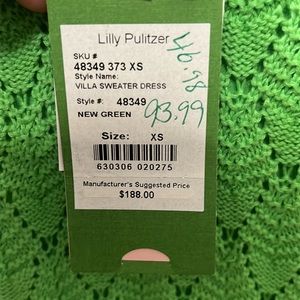 Lilly Pulitzer
46.98
SKU #
48349 373 XS
Style Name:
VILLA SWEATER DRESS
Style #: 48349
NEW GREEN
93.99
Size: XS
630306 020275
Manufacturer's Suggested Price
$188.00